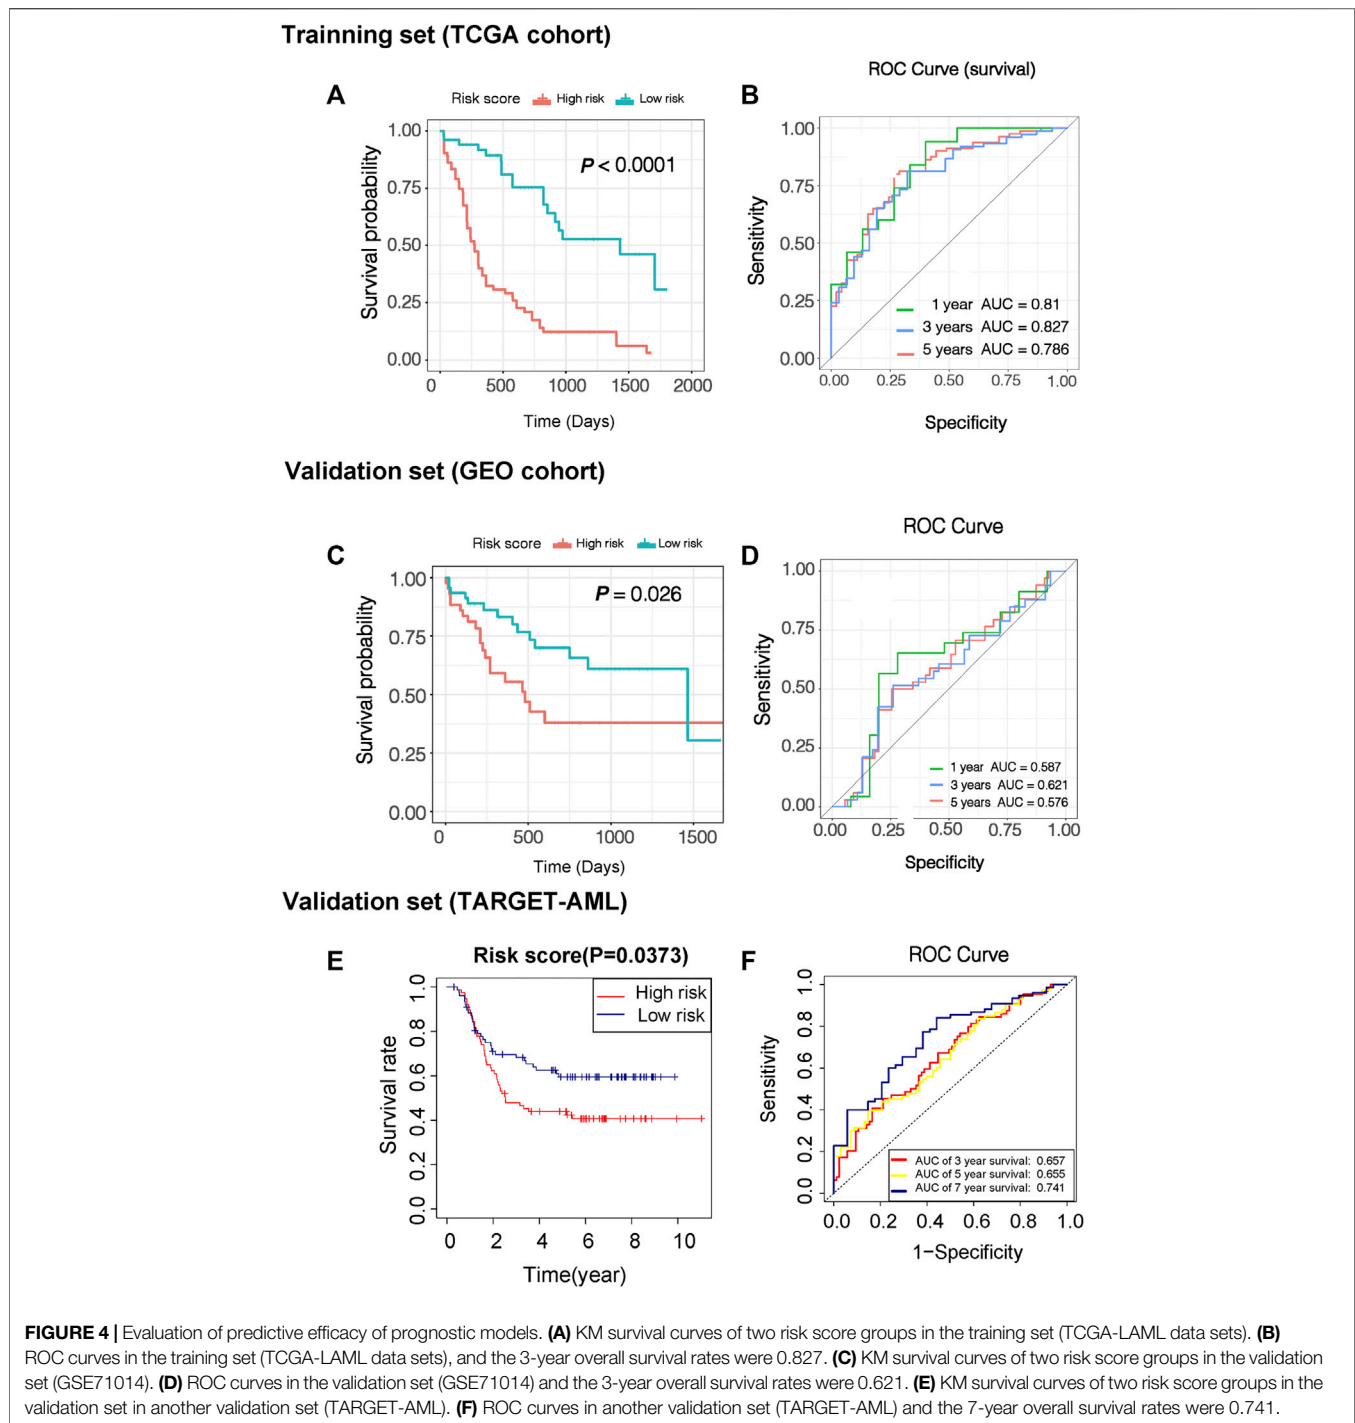 Trainning set (TCGA cohort)
A
Risk score High risk Low risk
P < 0.0001
Survival probability
1.00
0.75
0.50
0.25
0.00
0 500 1000 1500 2000
Time (Days)
B
ROC Curve (survival)
Sensitivity
1.00
0.75
0.50
0.25
0.00
1 year AUC = 0.81
3 years AUC = 0.827
5 years AUC = 0.786
0.00 0.25 0.50 0.75 1.00
Specificity
Validation set (GEO cohort)
C
Risk score High risk Low risk
P = 0.026
Survival probability
1.00
0.75
0.50
0.25
0.00
0 500 1000 1500
Time (Days)
D
ROC Curve
Sensitivity
1.00
0.75
0.50
0.25
0.00
1 year AUC = 0.587
3 years AUC = 0.621
5 years AUC = 0.576
0.00 0.25 0.50 0.75 1.00
Specificity
Validation set (TARGET-AML)
E
Risk score(P=0.0373)
High risk
Low risk
Survival rate
1.0
0.8
0.6
0.4
0.2
0.0
0 2 4 6 8 10
Time(year)
F
ROC Curve
Sensitivity
1.0
0.8
0.6
0.4
0.2
0.0
AUC of 3 year survival: 0.657
AUC of 5 year survival: 0.655
AUC of 7 year survival: 0.741
0.0 0.2 0.4 0.6 0.8 1.0
1−Specificity
FIGURE 4 | Evaluation of predictive efficacy of prognostic models. (A) KM survival curves of two risk score groups in the training set (TCGA-LAML data sets). (B)
ROC curves in the training set (TCGA-LAML data sets), and the 3-year overall survival rates were 0.827. (C) KM survival curves of two risk score groups in the validation
set (GSE71014). (D) ROC curves in the validation set (GSE71014) and the 3-year overall survival rates were 0.621. (E) KM survival curves of two risk score groups in the
validation set in another validation set (TARGET-AML). (F) ROC curves in another validation set (TARGET-AML) and the 7-year overall survival rates were 0.741.